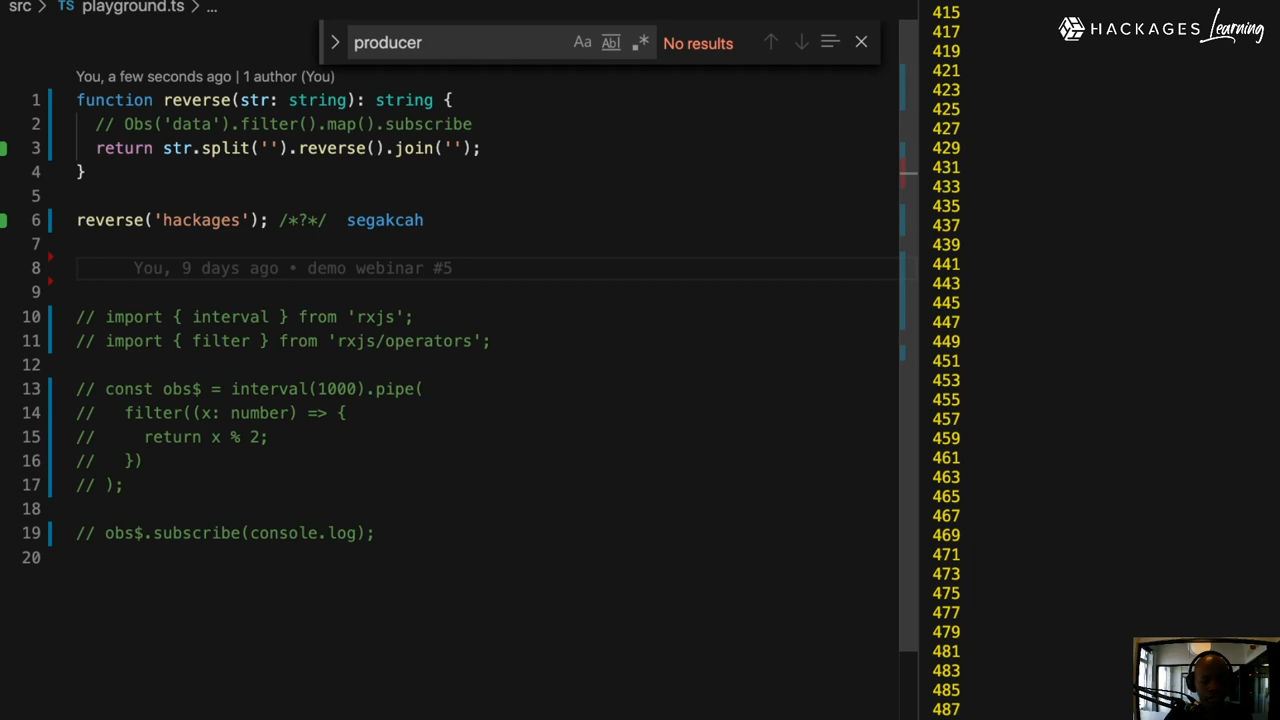 src > TS playground.ts > ...
producer
Aa Abl .* No results
You, a few seconds ago | 1 author (You)
1 function reverse(str: string): string {
2 // Obs('data').filter().map().subscribe
3 return str.split('').reverse().join('');
4 }
5
6 reverse('hackages'); /*?*/ segakcah
7
8 You, 9 days ago • demo webinar #5
9
10 // import { interval } from 'rxjs';
11 // import { filter } from 'rxjs/operators';
12
13 // const obs$ = interval(1000).pipe(
14 // filter((x: number) => {
15 // return x % 2;
16 // })
17 // );
18
19 // obs$.subscribe(console.log);
20
415
417
419
421
423
425
427
429
431
433
435
437
439
441
443
445
447
449
451
453
455
457
459
461
463
465
467
469
471
473
475
477
479
481
483
485
487
HACKAGES Learning